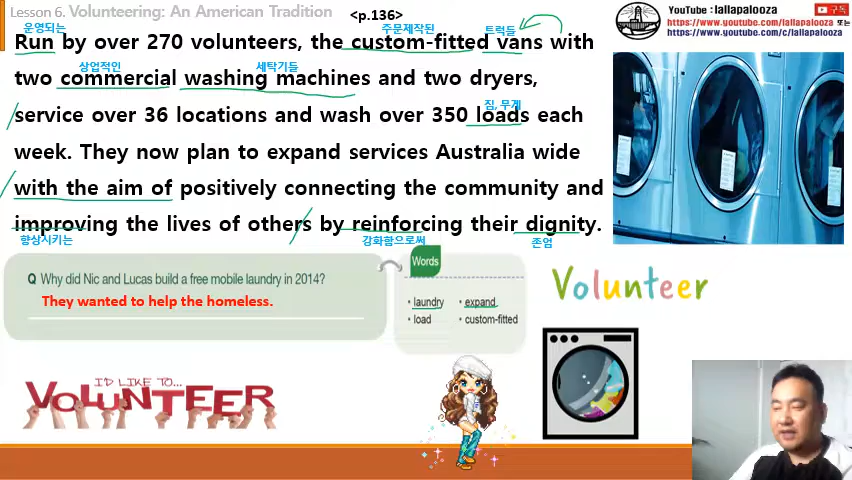 Lesson 6. Volunteering: An American Tradition
<p.136>
YouTube : lallapalooza
구독
https://www.youtube.com/lallapalooza 또는
https://www.youtube.com/c/lallapalooza
운영되는
주문제작된
트럭들
Run by over 270 volunteers, the custom-fitted vans with
상업적인
세탁기들
two commercial washing machines and two dryers,
짐, 무게
service over 36 locations and wash over 350 loads each
week. They now plan to expand services Australia wide
with the aim of positively connecting the community and
improving the lives of others by reinforcing their dignity.
향상시키는
강화함으로써
존엄
Q Why did Nic and Lucas build a free mobile laundry in 2014?
They wanted to help the homeless.
Words
• laundry • expand
• load • custom-fitted
Volunteer
I'D LIKE TO...
VOLUNTEER